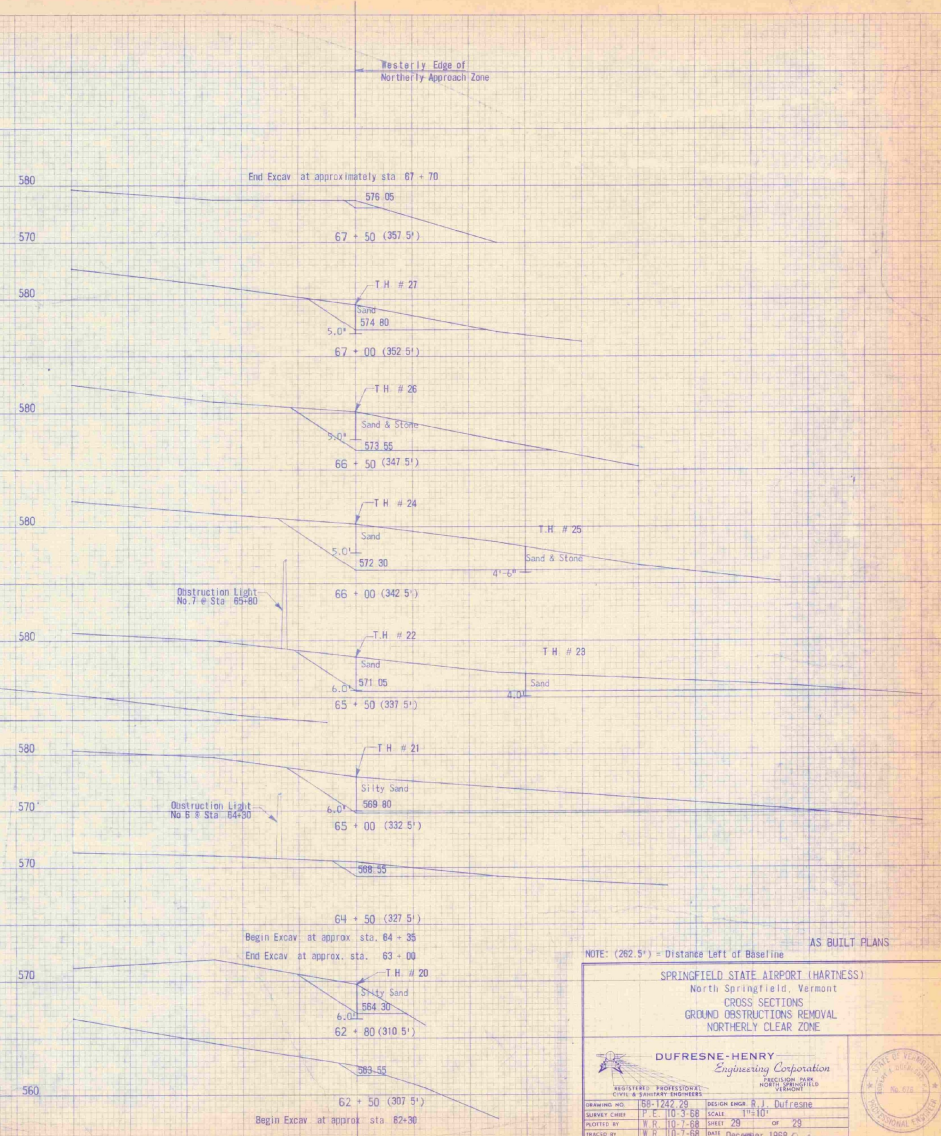 Westerly Edge of
Northerly Approach Zone
580
End Excav at approximately sta 67 + 70
576 05
570
67 + 50 (357 5')
580
T.H # 27
Sand
574 80
5.0'
67 + 00 (352 5')
580
T H # 26
Sand & Stone
5.0'
573 55
66 + 50 (347 5')
580
T H # 24
Sand
T.H. # 25
5.0'
572 30
Sand & Stone
4'-6"
66 + 00 (342 5')
Obstruction Light
No.7 @ Sta 65+80
580
T.H # 22
T H # 23
Sand
571 05
6.0'
Sand
4.0'
65 + 50 (337 5')
580
T H # 21
Silty Sand
569 80
6.0'
570
65 + 00 (332 5')
Obstruction Light
No 6 @ Sta 64+30
570
568 55
64 + 50 (327 5')
Begin Excav at approx sta. 64 + 35
End Excav at approx. sta. 63 + 00
570
T H # 20
Silty Sand
564 30
6.0'
62 + 80 (310 5')
563 55
560
62 + 50 (307 5')
Begin Excav at approx sta 62+30
AS BUILT PLANS
NOTE: (262.5') = Distance Left of Baseline
SPRINGFIELD STATE AIRPORT (HARTNESS)
North Springfield, Vermont
CROSS SECTIONS
GROUND OBSTRUCTIONS REMOVAL
NORTHERLY CLEAR ZONE
DUFRESNE-HENRY
Engineering Corporation
PRECISION PARK
NORTH SPRINGFIELD
VERMONT
REGISTERED PROFESSIONAL
CIVIL & SANITARY ENGINEERS
DRAWING NO. 68-1242 29 DESIGN ENGR. R.J. Dufresne
SURVEY CHIEF P.E. 10-3-68 SCALE 1"=10'
PLOTTED BY W.R. 10-7-68 SHEET 29 OF 29
TRACED BY W.R. 10-7-68 DATE December 1968
STATE OF VERMONT
PROFESSIONAL ENGINEER